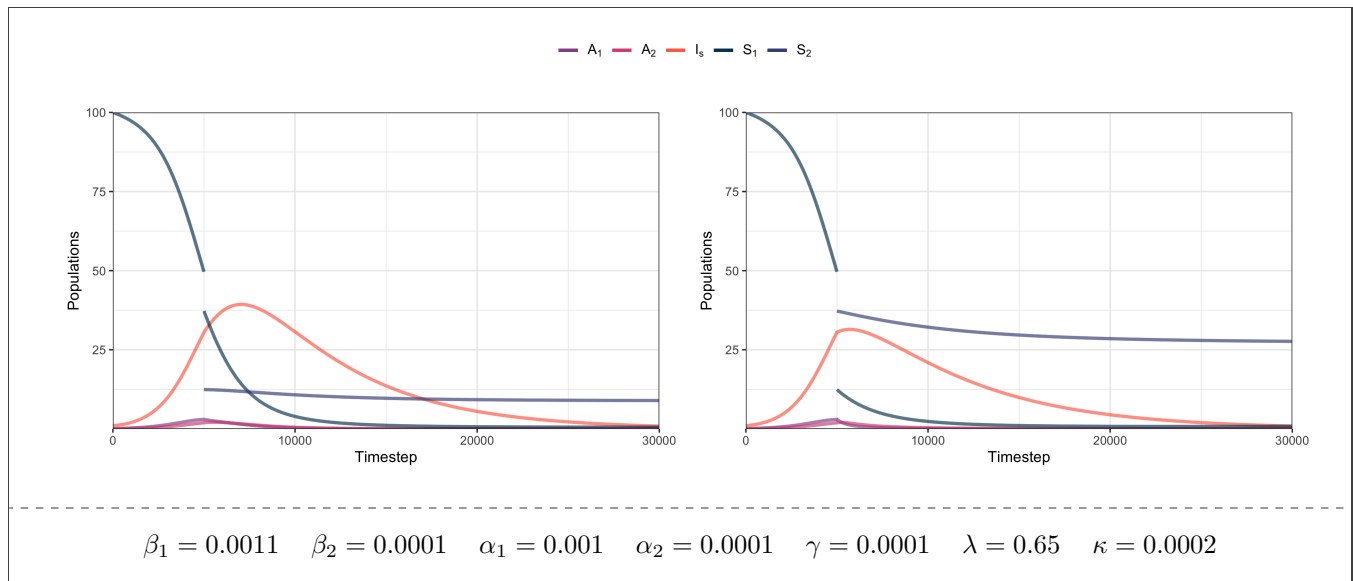 A₁ A₂ Iₛ S₁ S₂
100
75
50
25
0 10000 20000 30000
Timestep
Populations
100
75
50
25
0 10000 20000 30000
Timestep
Populations
β₁ = 0.0011 β₂ = 0.0001 α₁ = 0.001 α₂ = 0.0001 γ = 0.0001 λ = 0.65 κ = 0.0002